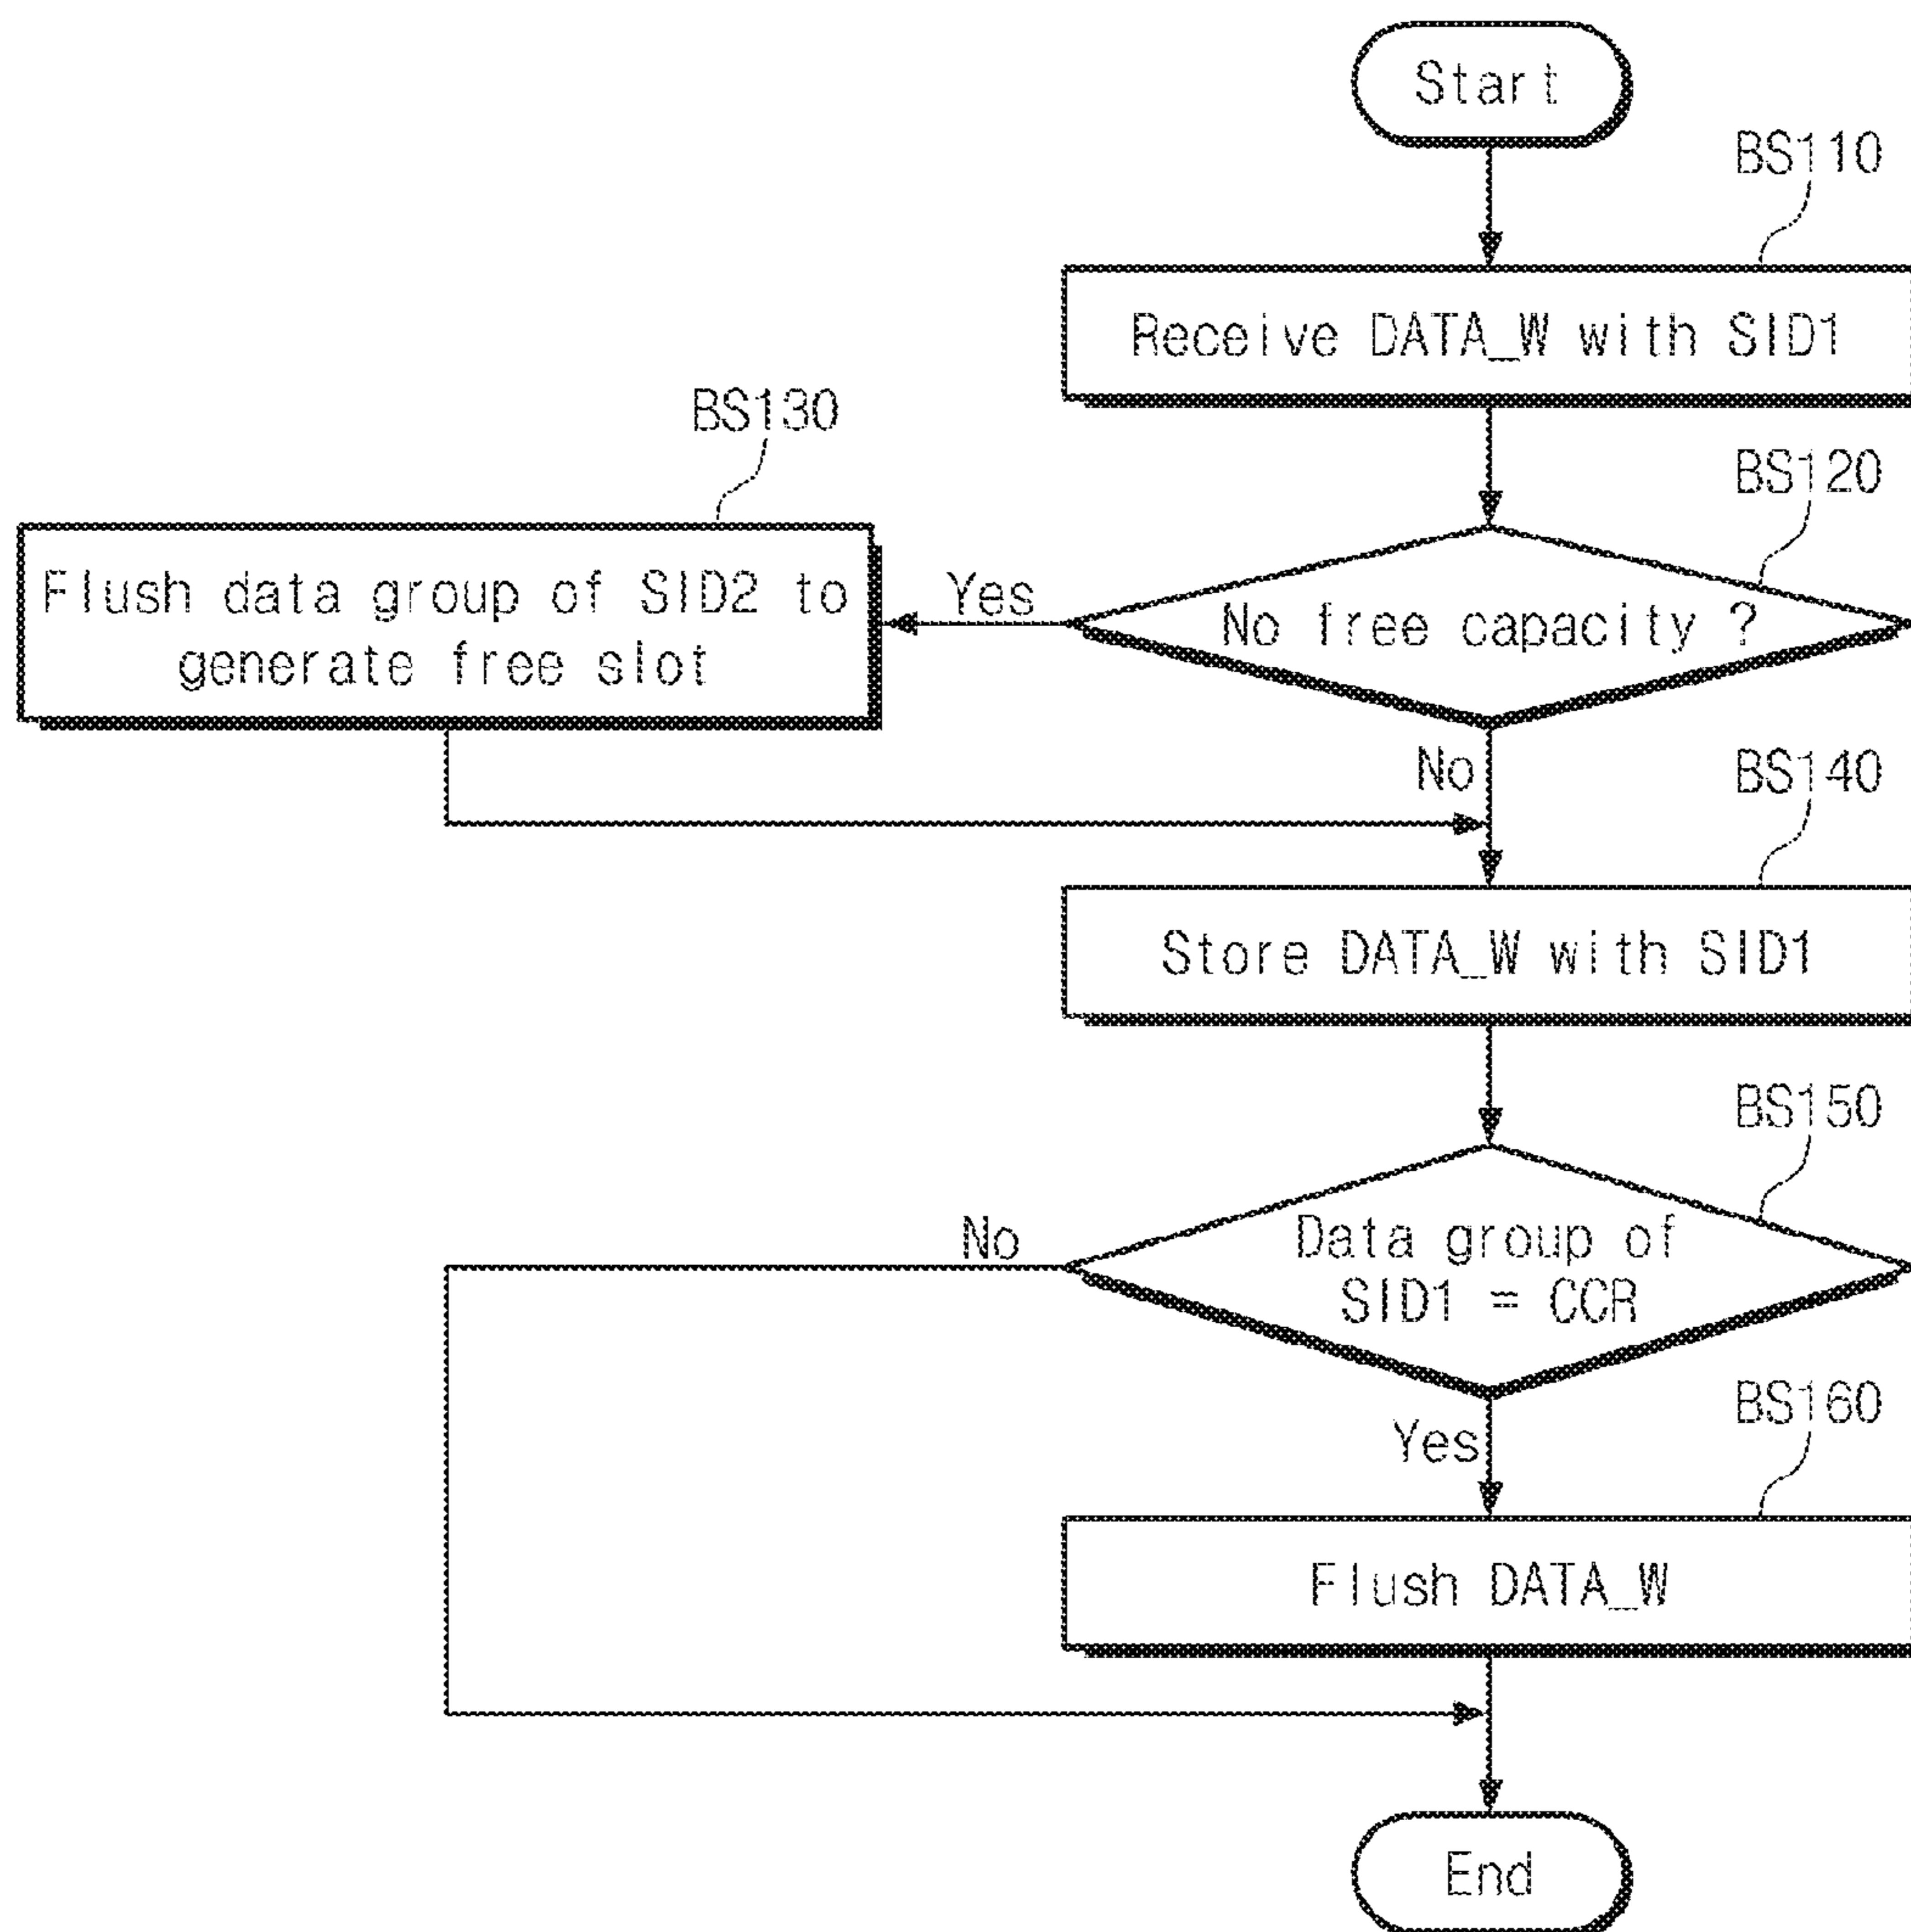 Start
BS110
Receive DATA_W with SID1
BS130
BS120
Flush data group of SID2 to
generate free slot
Yes
No free capacity ?
No
BS140
Store DATA_W with SID1
BS150
No
Data group of
SID1 = CCR
Yes
BS160
Flush DATA_W
End